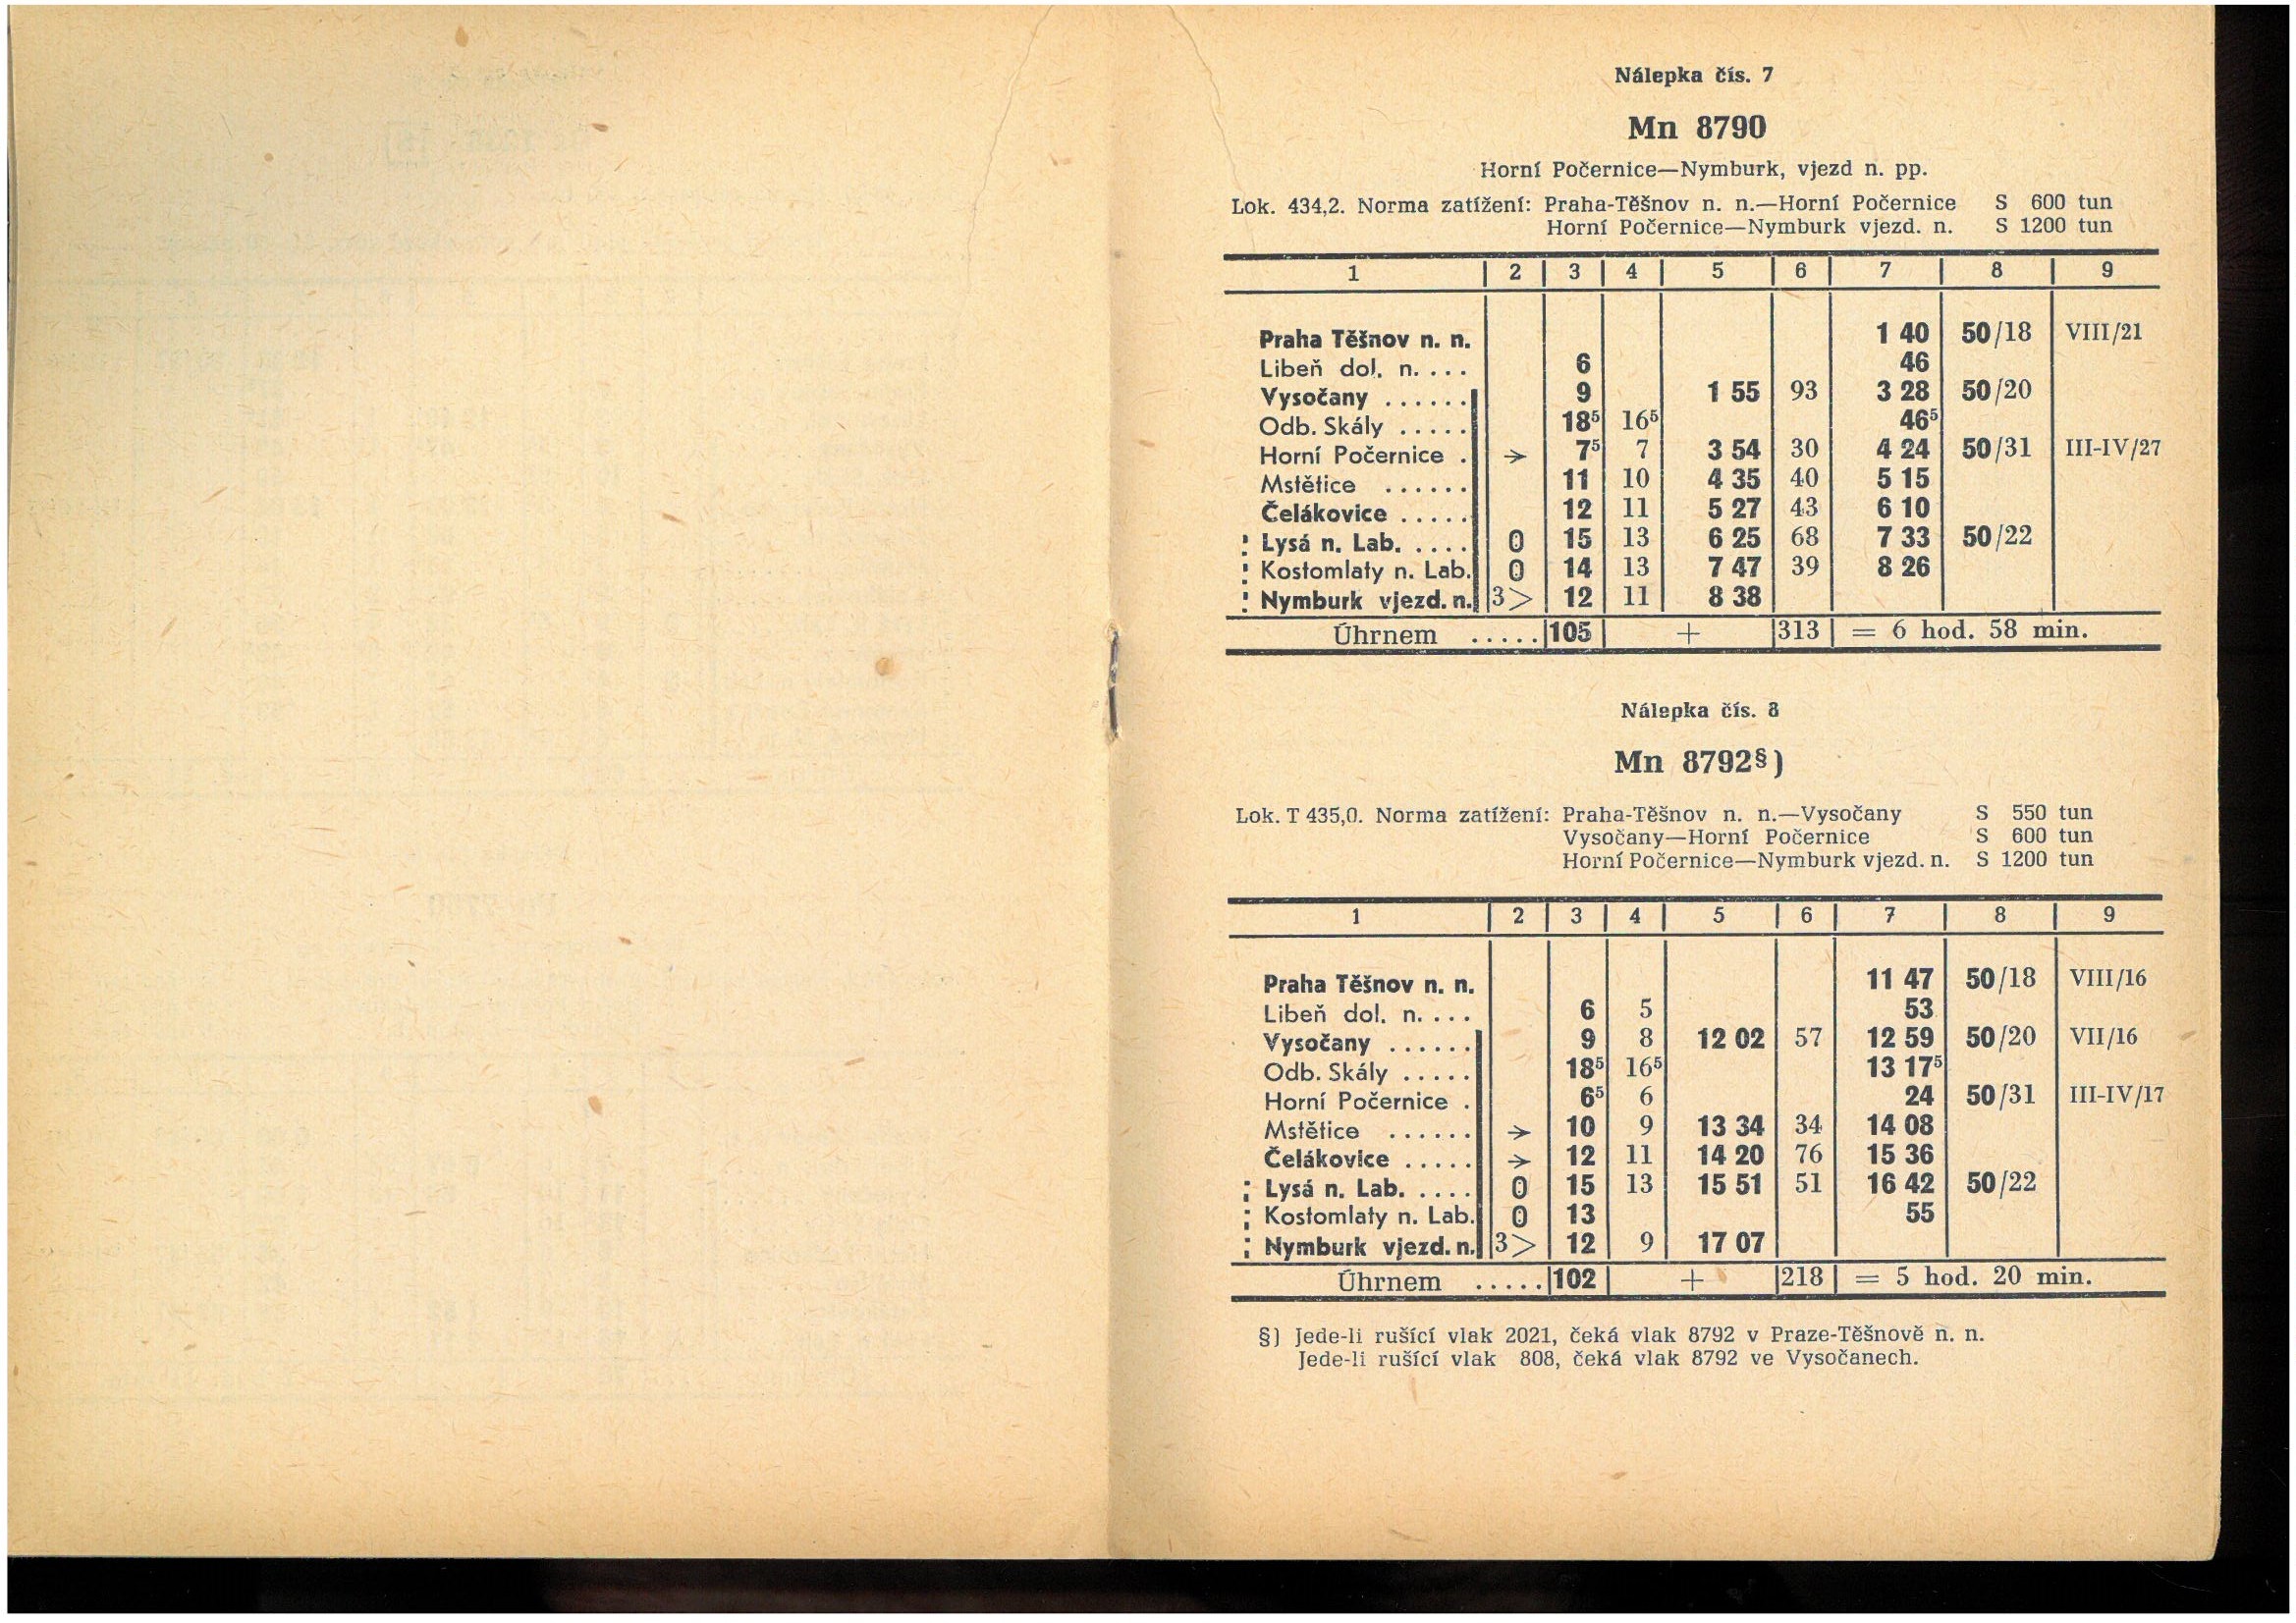 Nálepka čís. 7
Mn 8790
Horní Počernice—Nymburk, vjezd n. pp.
Lok. 434,2. Norma zatížení: Praha-Těšnov n. n.—Horní Počernice S 600 tun
Horní Počernice—Nymburk vjezd. n. S 1200 tun
1 2 3 4 5 6 7 8 9
Praha Těšnov n. n. 1 40 50/18 VIII/21
Libeň dol. n. . . . 6 46
Vysočany . . . . . . 9 1 55 93 3 28 50/20
Odb. Skály . . . . . 18⁵ 16⁵ 46⁵
Horní Počernice . → 7⁵ 7 3 54 30 4 24 50/31 III-IV/27
Mstětice . . . . . . 11 10 4 35 40 5 15
Čelákovice . . . . . 12 11 5 27 43 6 10
Lysá n. Lab. . . . . 0 15 13 6 25 68 7 33 50/22
Kostomlaty n. Lab. 0 14 13 7 47 39 8 26
Nymburk vjezd. n. 3> 12 11 8 38
Úhrnem . . . . . 105 + 313 = 6 hod. 58 min.
Nálepka čís. 8
Mn 8792§)
Lok. T 435,0. Norma zatížení: Praha-Těšnov n. n.—Vysočany S 550 tun
Vysočany—Horní Počernice S 600 tun
Horní Počernice—Nymburk vjezd. n. S 1200 tun
1 2 3 4 5 6 7 8 9
Praha Těšnov n. n. 11 47 50/18 VIII/16
Libeň dol. n. . . . 6 5 53
Vysočany . . . . . . 9 8 12 02 57 12 59 50/20 VII/16
Odb. Skály . . . . . 18⁵ 16⁵ 13 17⁵
Horní Počernice . 6⁵ 6 24 50/31 III-IV/17
Mstětice . . . . . . → 10 9 13 34 34 14 08
Čelákovice . . . . . → 12 11 14 20 76 15 36
Lysá n. Lab. . . . . 0 15 13 15 51 51 16 42 50/22
Kostomlaty n. Lab. 0 13 55
Nymburk vjezd. n. 3> 12 9 17 07
Úhrnem . . . . . 102 + 218 = 5 hod. 20 min.
§) Jede-li rušící vlak 2021, čeká vlak 8792 v Praze-Těšnově n. n.
Jede-li rušící vlak 808, čeká vlak 8792 ve Vysočanech.